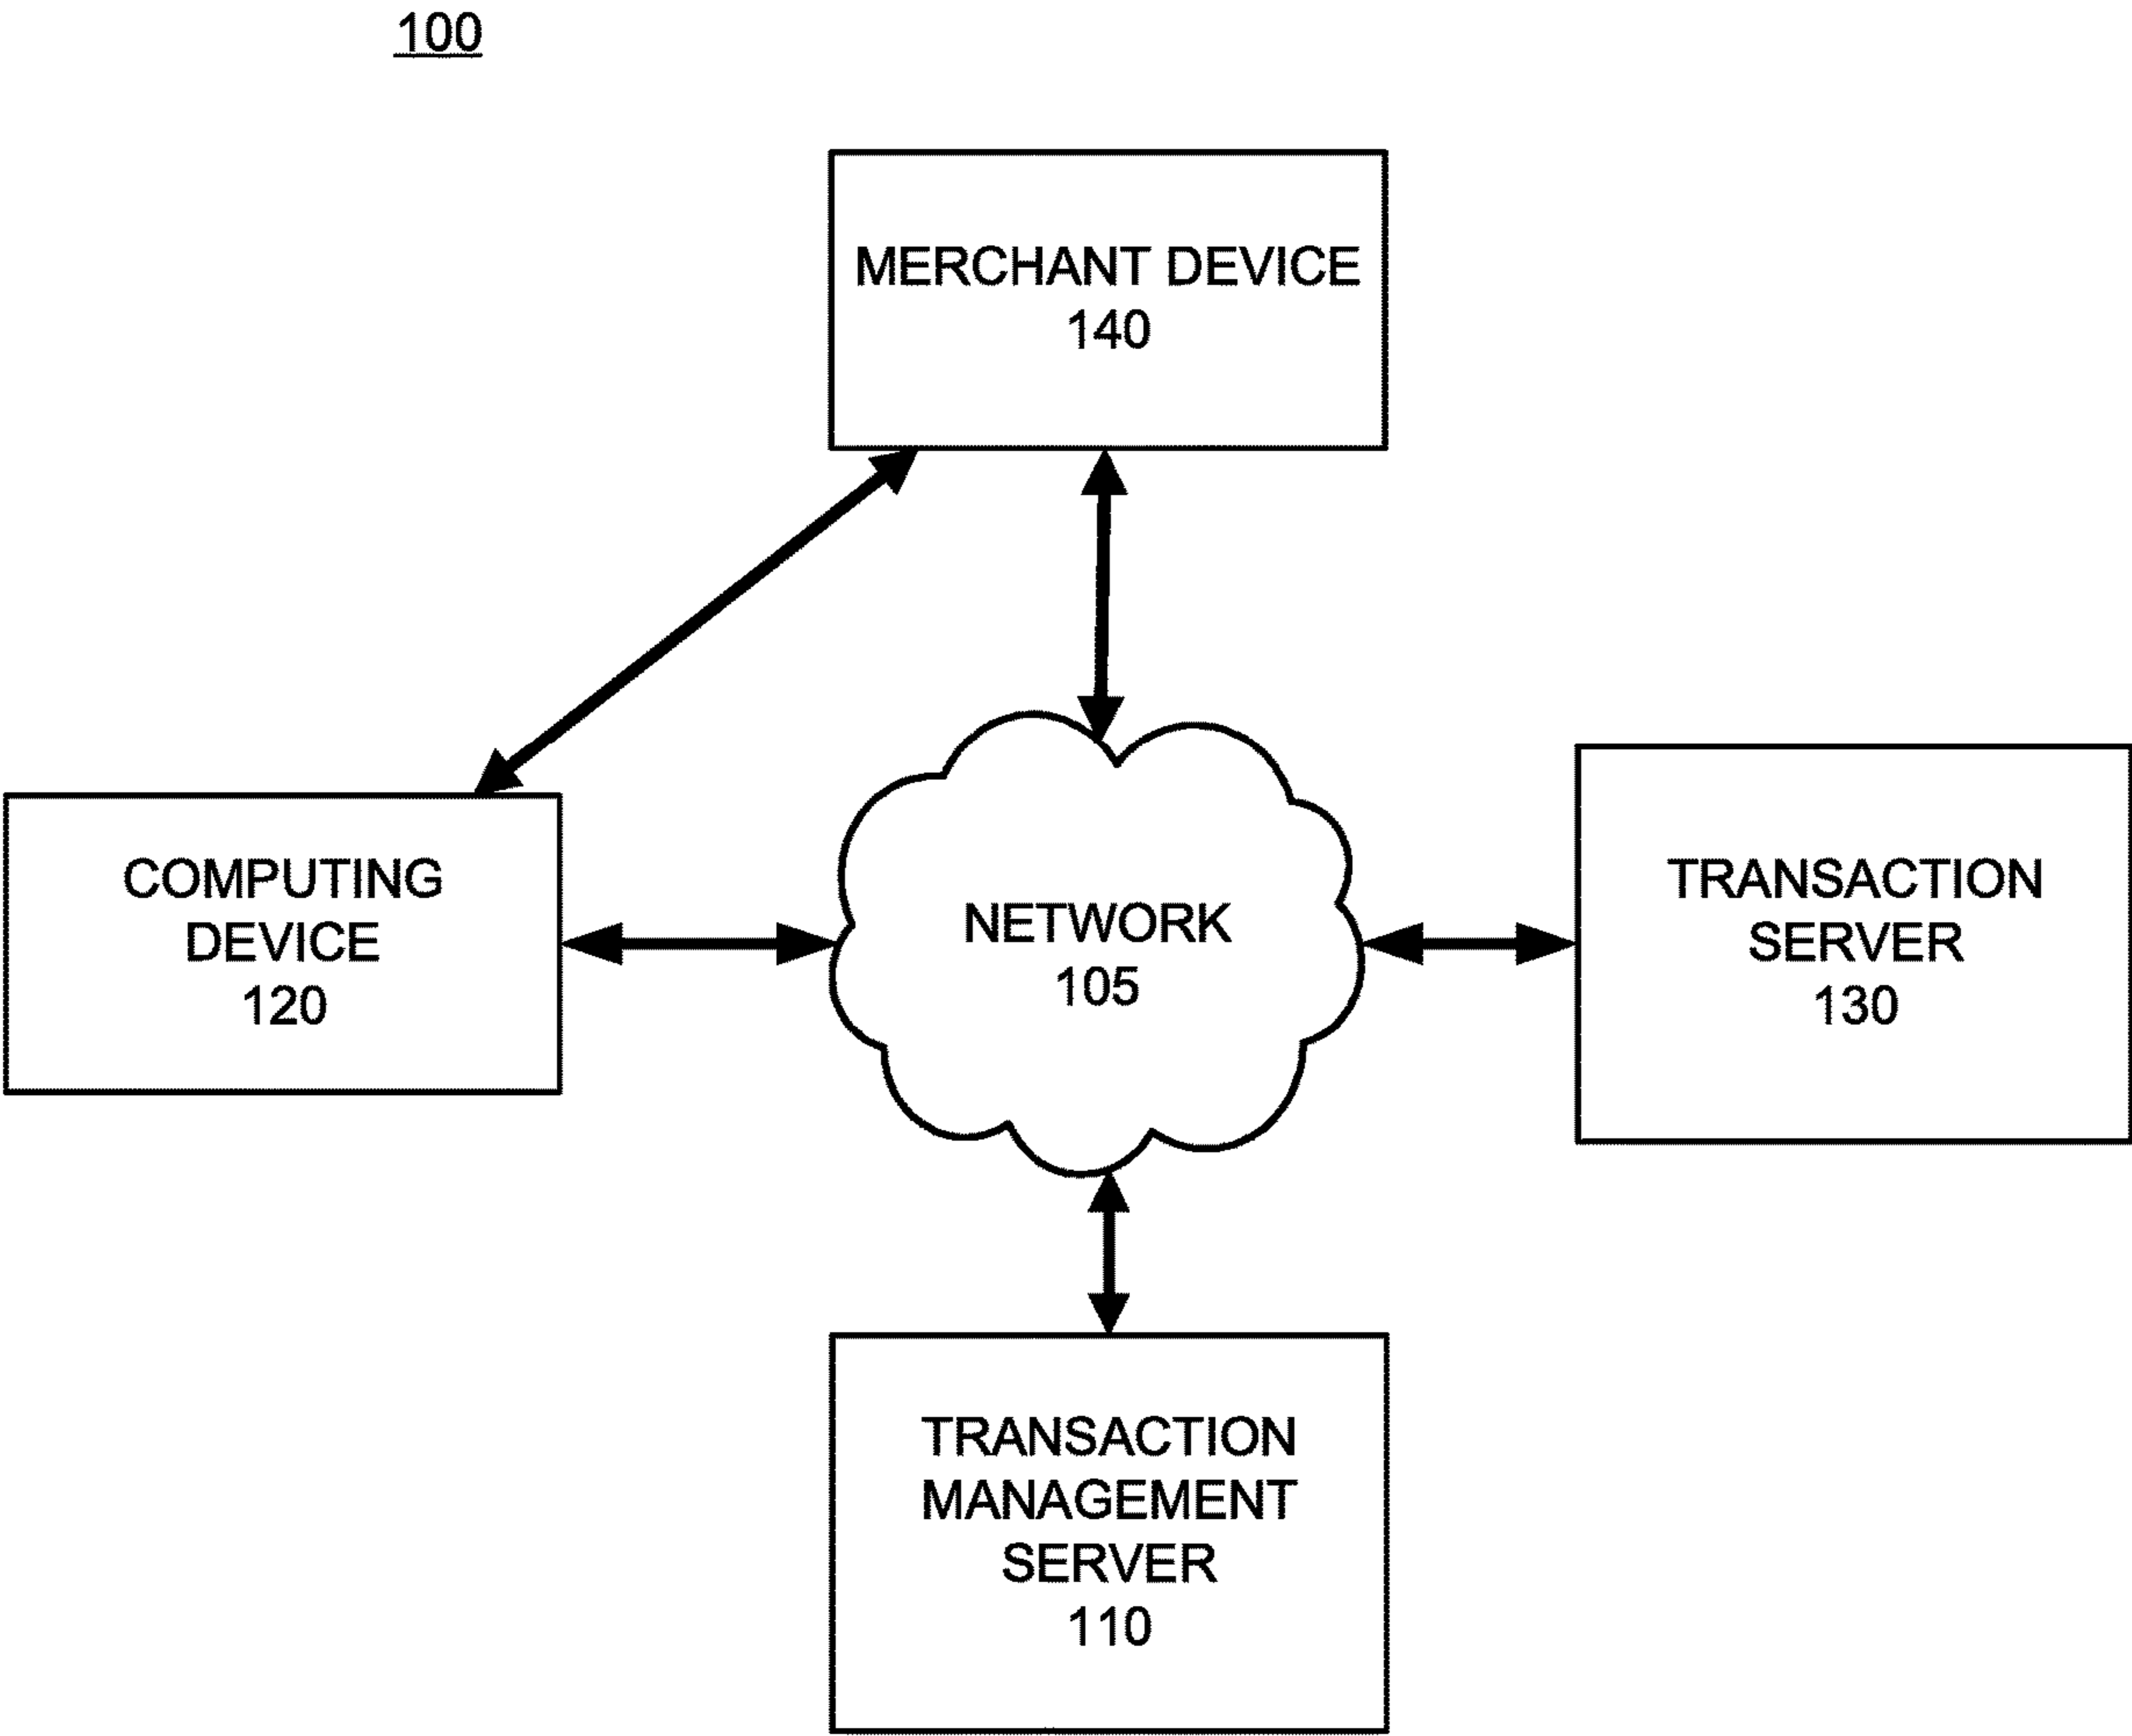 100
MERCHANT DEVICE
140
COMPUTING
DEVICE
120
NETWORK
105
TRANSACTION
SERVER
130
TRANSACTION
MANAGEMENT
SERVER
110